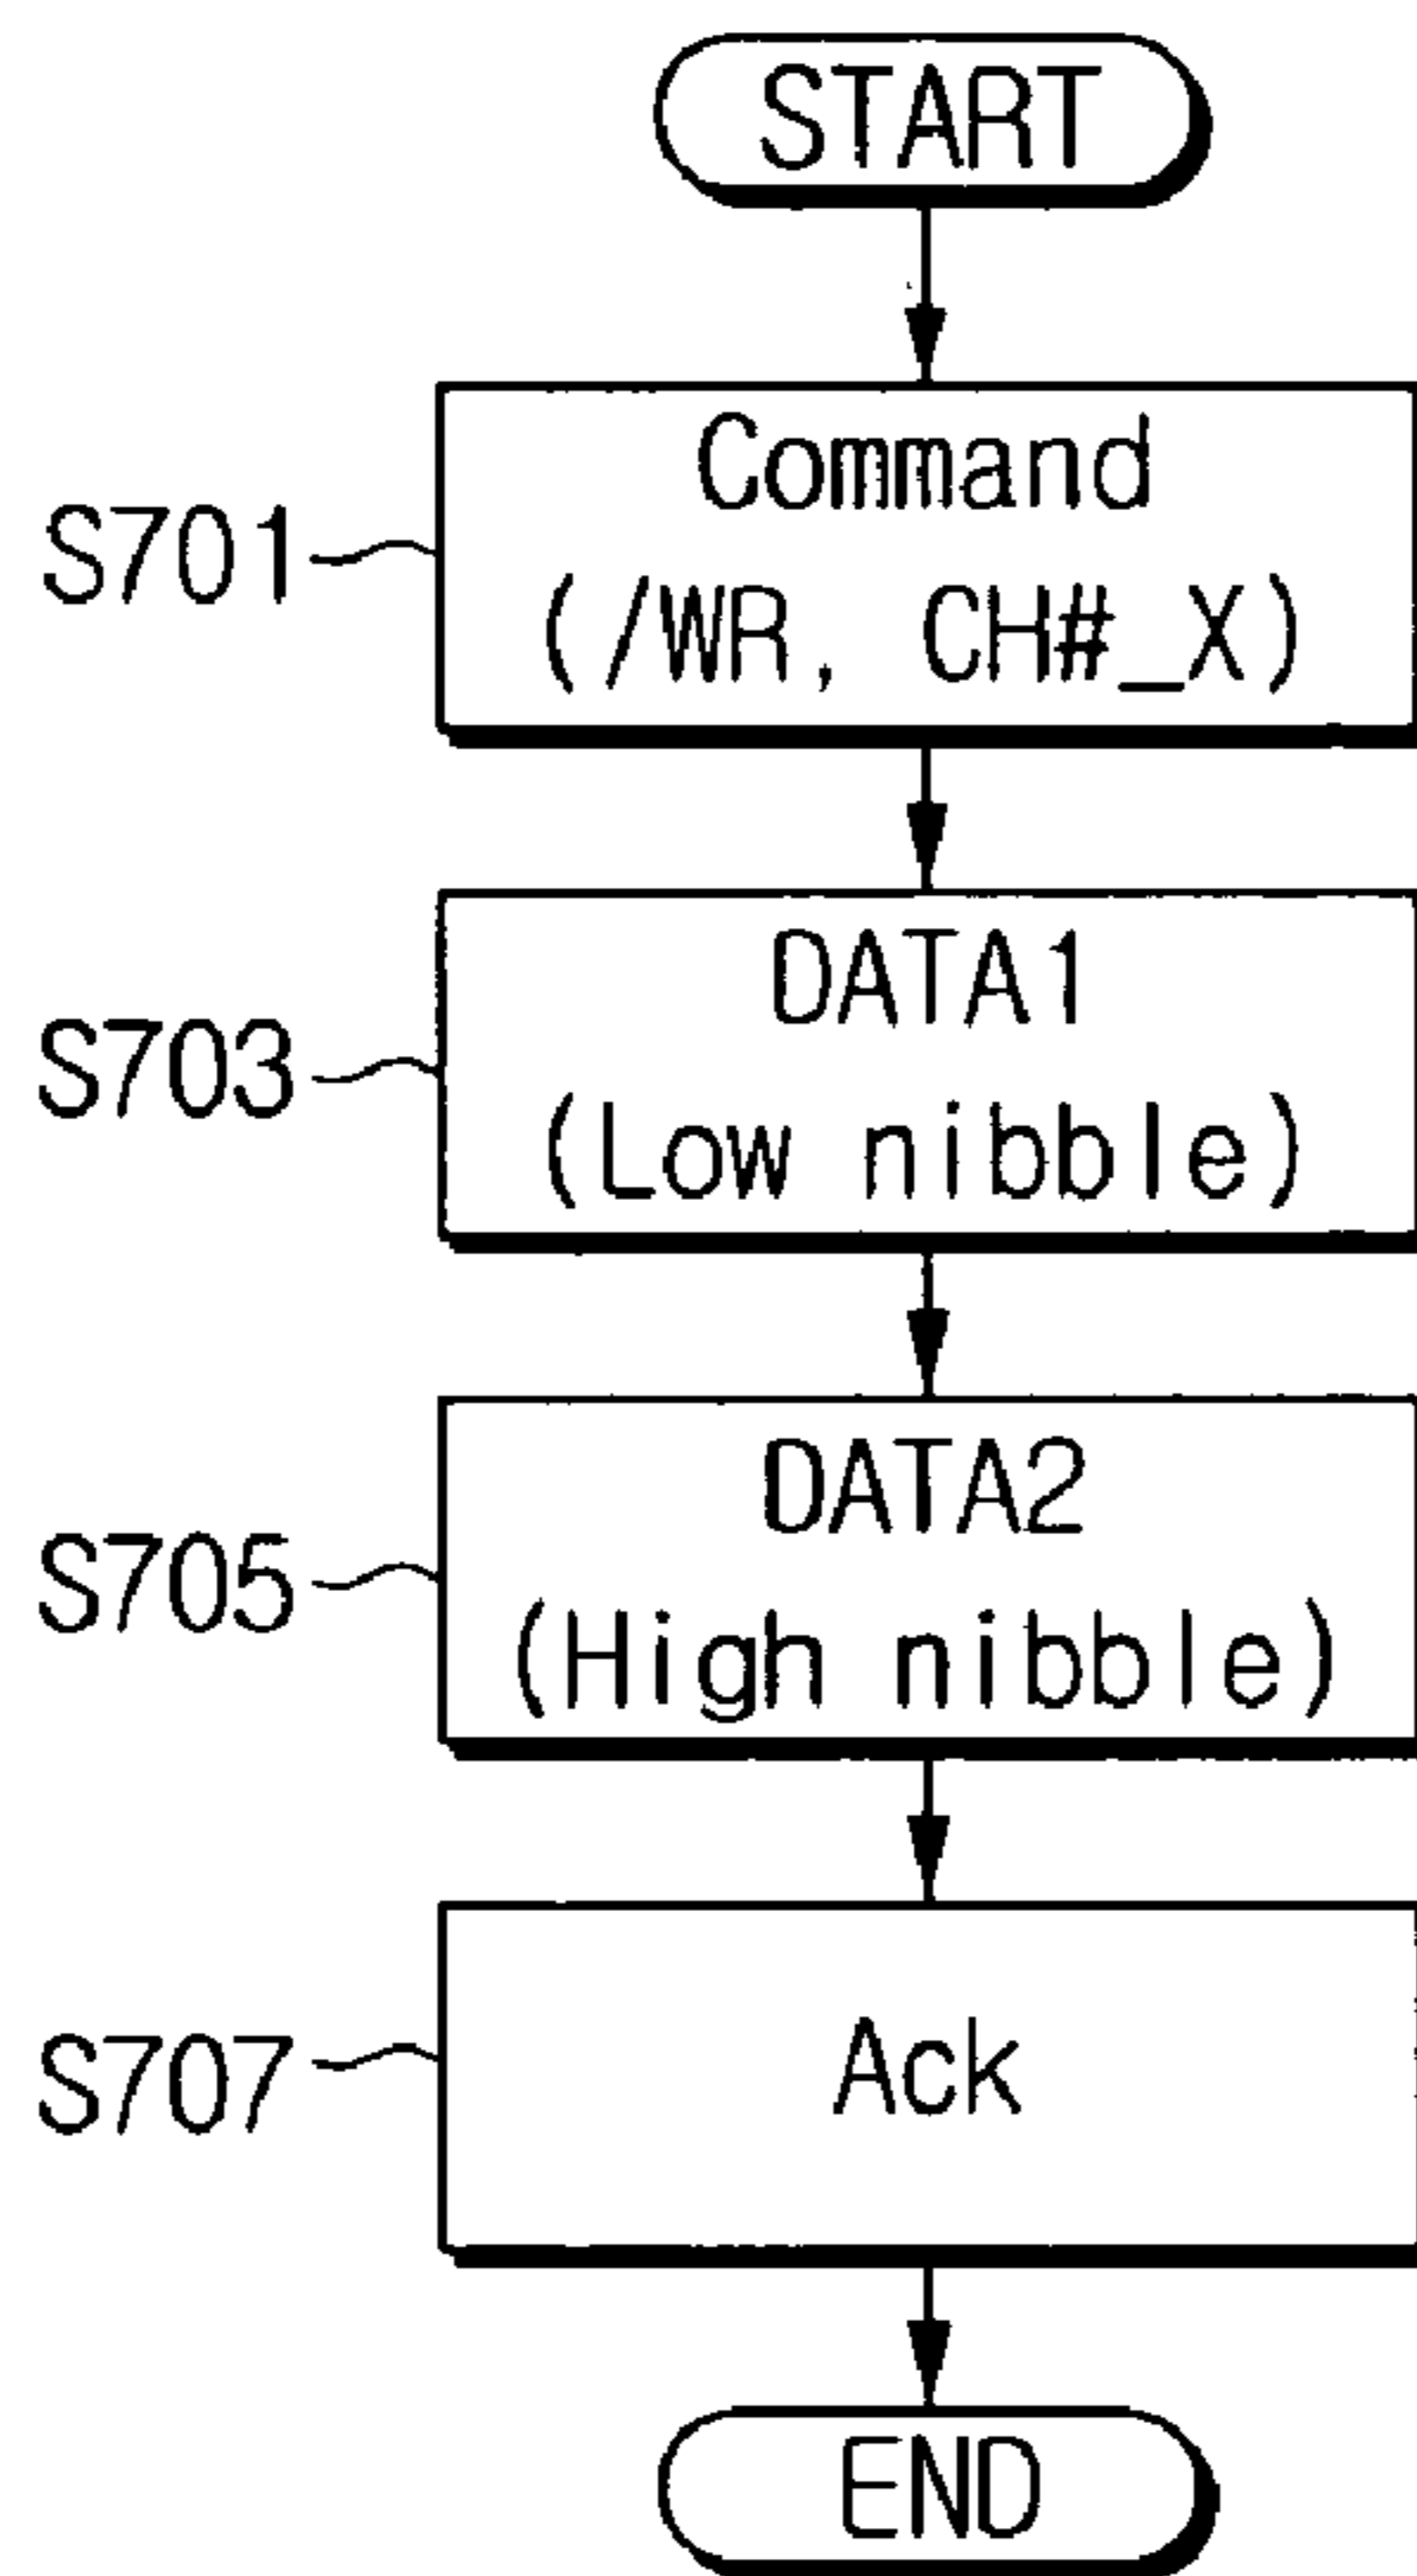 START
S701
Command
(/WR, CH#_X)
S703
DATA1
(Low nibble)
S705
DATA2
(High nibble)
S707
Ack
END